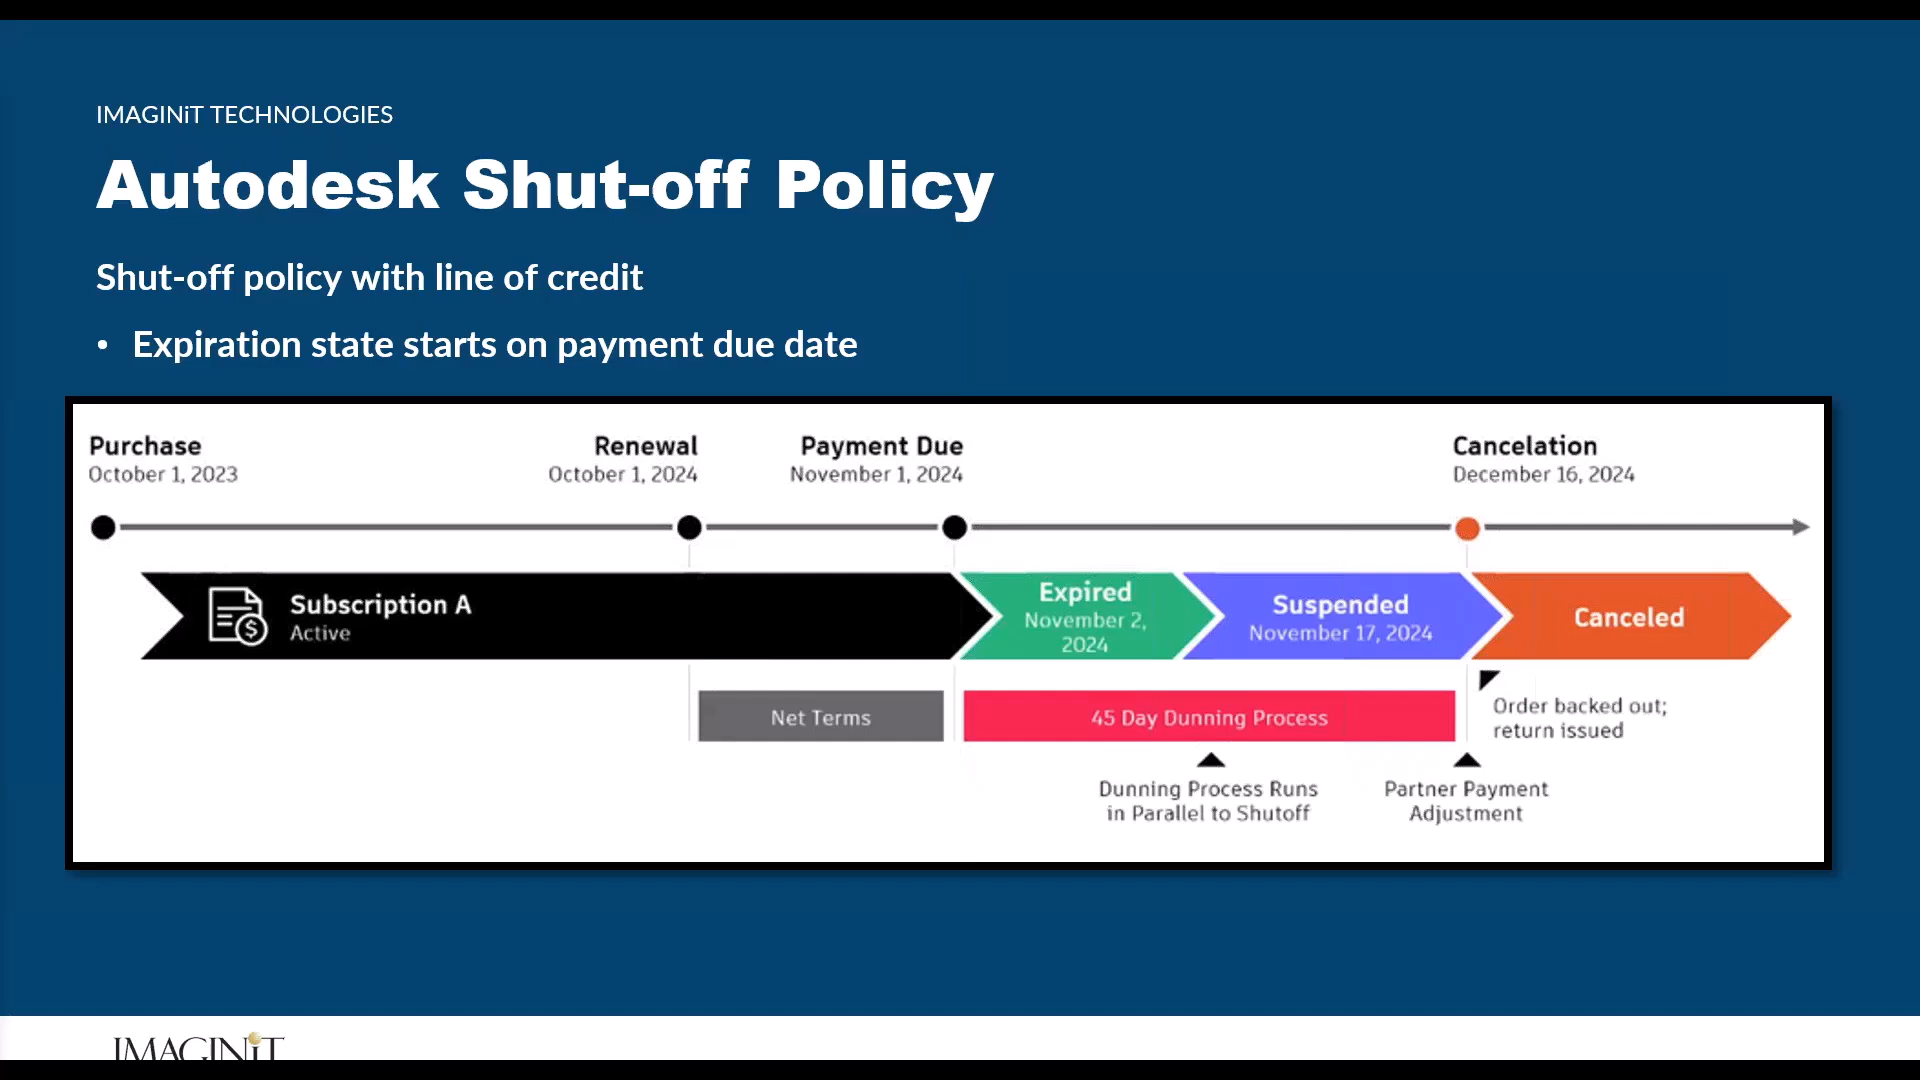 IMAGINiT TECHNOLOGIES
Autodesk Shut-off Policy
Shut-off policy with line of credit
• Expiration state starts on payment due date
Purchase
October 1, 2023
Renewal
October 1, 2024
Payment Due
November 1, 2024
Cancelation
December 16, 2024
Subscription A
Active
Expired
November 2,
2024
Suspended
November 17, 2024
Canceled
Net Terms
45 Day Dunning Process
Order backed out;
return issued
Dunning Process Runs
in Parallel to Shutoff
Partner Payment
Adjustment
IMAGINiT